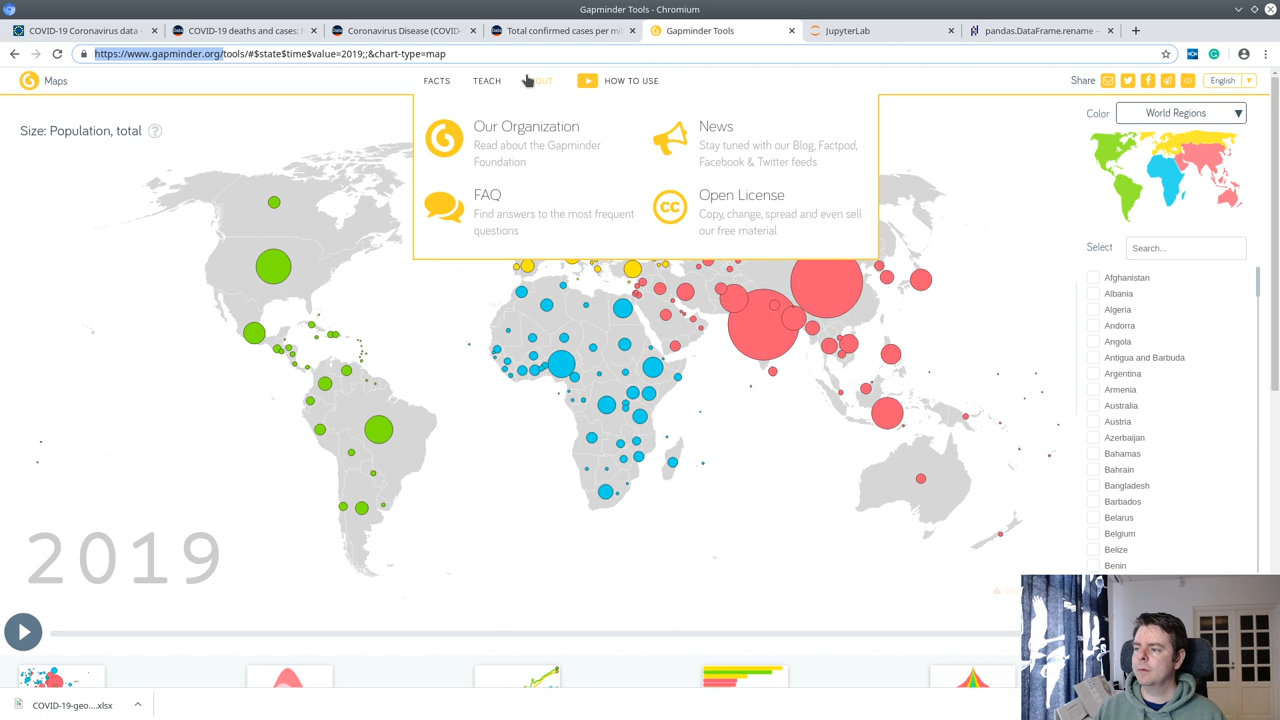 Gapminder Tools - Chromium
COVID-19 Coronavirus data -
COVID-19 deaths and cases: h
Coronavirus Disease (COVID-
Total confirmed cases per mil
Gapminder Tools
JupyterLab
pandas.DataFrame.rename —
https://www.gapminder.org/tools/#$state$time$value=2019;;&chart-type=map
Maps
FACTS
TEACH
HOW TO USE
Share
English
Size: Population, total
?
Our Organization
Read about the Gapminder
Foundation
News
Stay tuned with our Blog, Factpod,
Facebook & Twitter feeds
FAQ
Find answers to the most frequent
questions
CC
Open License
Copy, change, spread and even sell
our free material
Color
World Regions
Select
Search...
Afghanistan
Albania
Algeria
Andorra
Angola
Antigua and Barbuda
Argentina
Armenia
Australia
Austria
Azerbaijan
Bahamas
Bahrain
Bangladesh
Barbados
Belarus
Belgium
Belize
Benin
2019
COVID-19-geo....xlsx